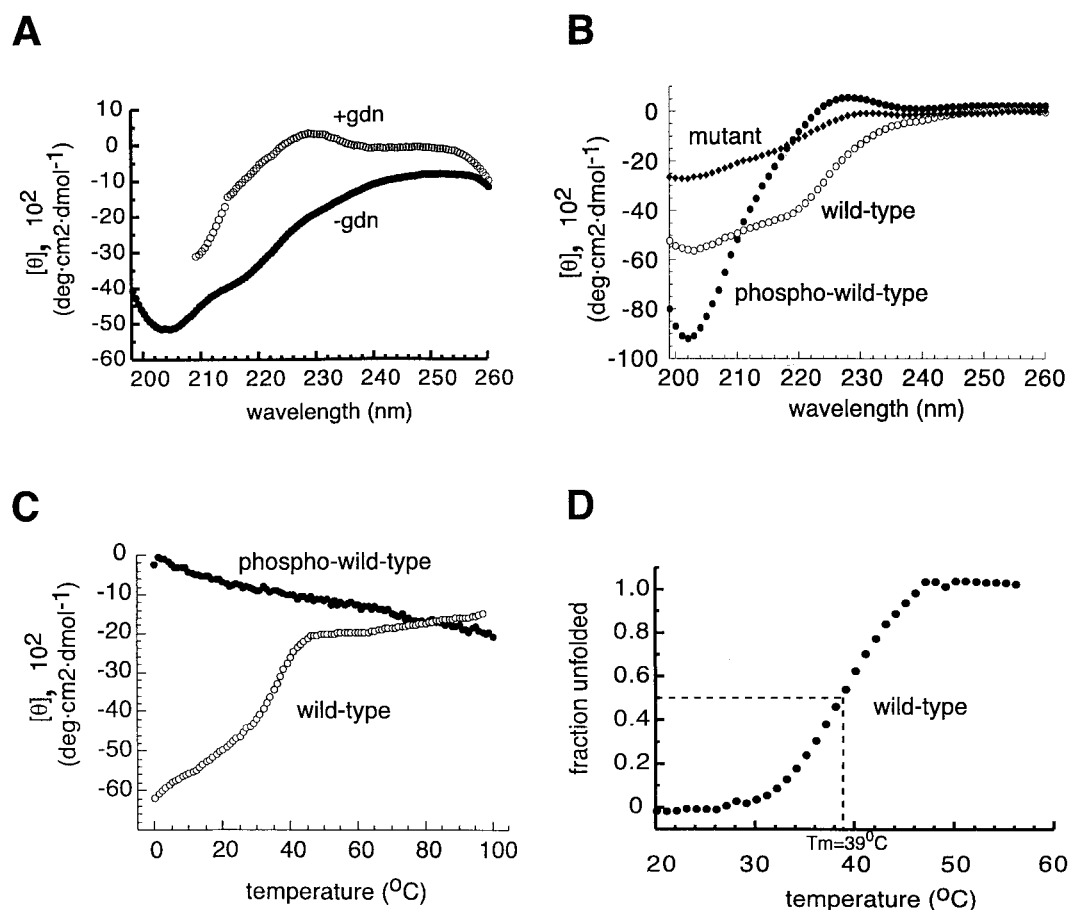 A
10
0
-10
-20
-30
-40
-50
-60
+gdn
-gdn
[θ], 10²
(deg·cm2·dmol⁻¹)
200 210 220 230 240 250 260
wavelength (nm)
B
0
-20
-40
-60
-80
-100
mutant
wild-type
phospho-wild-type
[θ], 10²
(deg·cm2·dmol⁻¹)
200 210 220 230 240 250 260
wavelength (nm)
C
0
-10
-20
-30
-40
-50
-60
phospho-wild-type
wild-type
[θ], 10²
(deg·cm2·dmol⁻¹)
0 20 40 60 80 100
temperature (ºC)
D
1.0
0.8
0.6
0.4
0.2
0
fraction unfolded
wild-type
Tm=39⁰C
20 30 40 50 60
temperature (ºC)